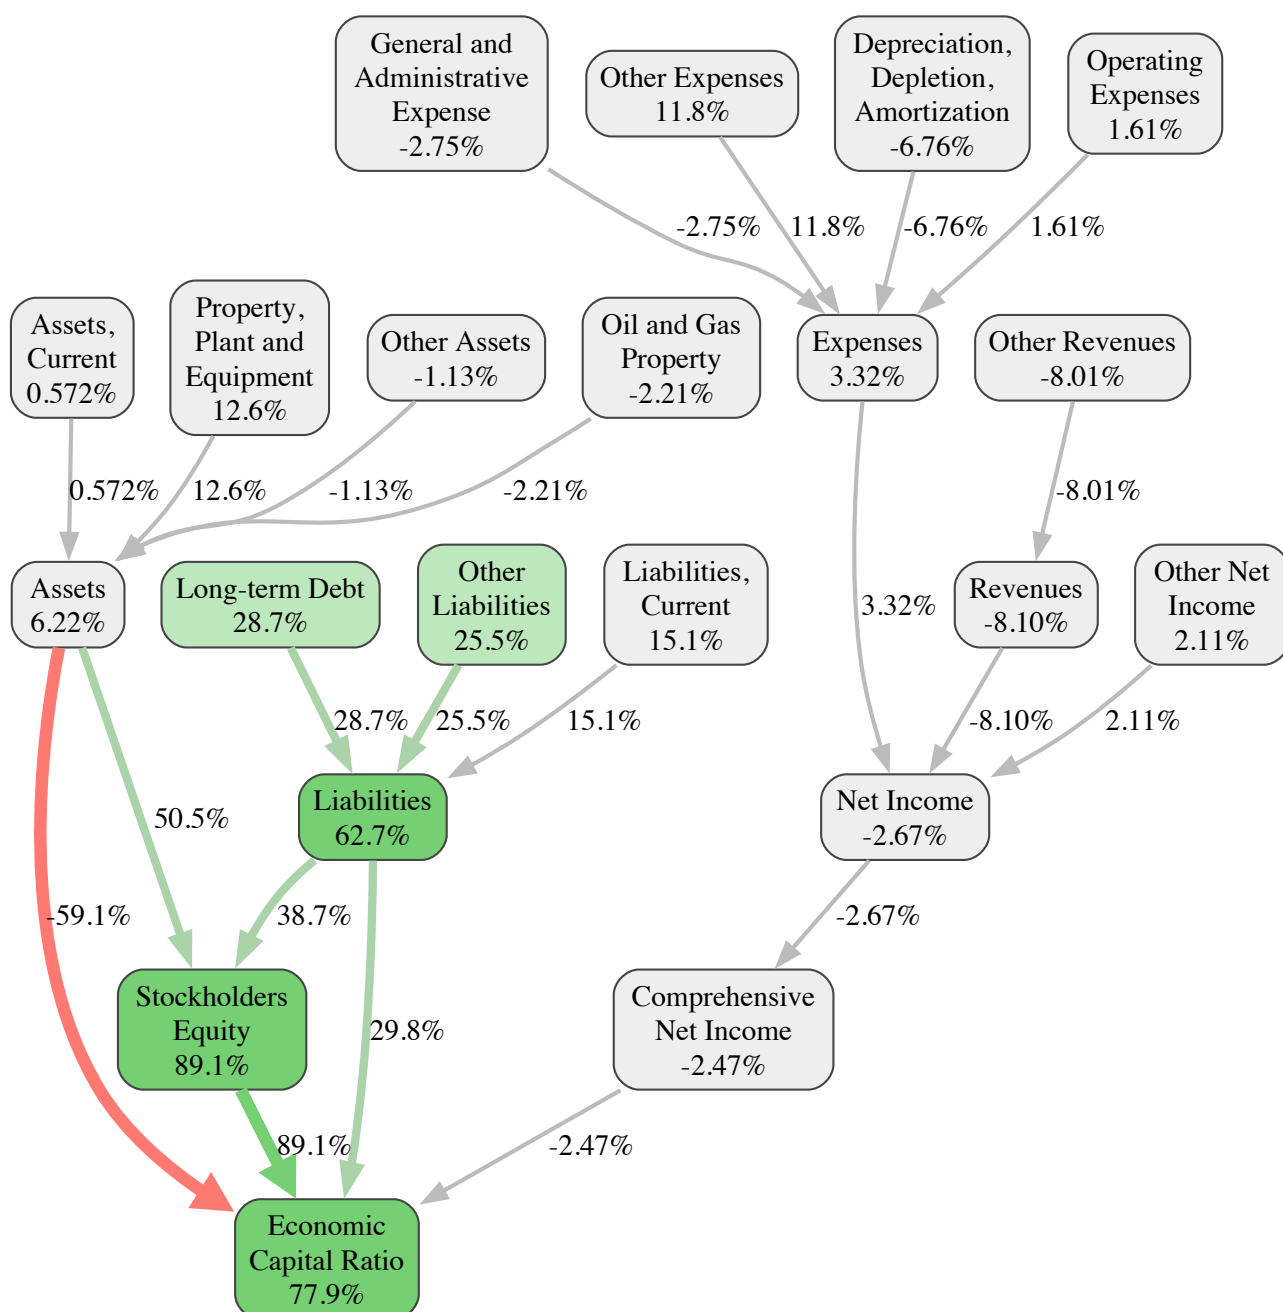 General and
Administrative
Expense
-2.75%
Other Expenses
11.8%
Depreciation,
Depletion,
Amortization
-6.76%
Operating
Expenses
1.61%
-2.75%
11.8%
-6.76%
1.61%
Assets,
Current
0.572%
Property,
Plant and
Equipment
12.6%
Other Assets
-1.13%
Oil and Gas
Property
-2.21%
Expenses
3.32%
Other Revenues
-8.01%
0.572%
12.6%
-1.13%
-2.21%
-8.01%
Assets
6.22%
Long-term Debt
28.7%
Other
Liabilities
25.5%
Liabilities,
Current
15.1%
3.32%
Revenues
-8.10%
Other Net
Income
2.11%
28.7%
25.5%
15.1%
-8.10%
2.11%
50.5%
Liabilities
62.7%
Net Income
-2.67%
-59.1%
38.7%
-2.67%
Stockholders
Equity
89.1%
29.8%
Comprehensive
Net Income
-2.47%
89.1%
-2.47%
Economic
Capital Ratio
77.9%